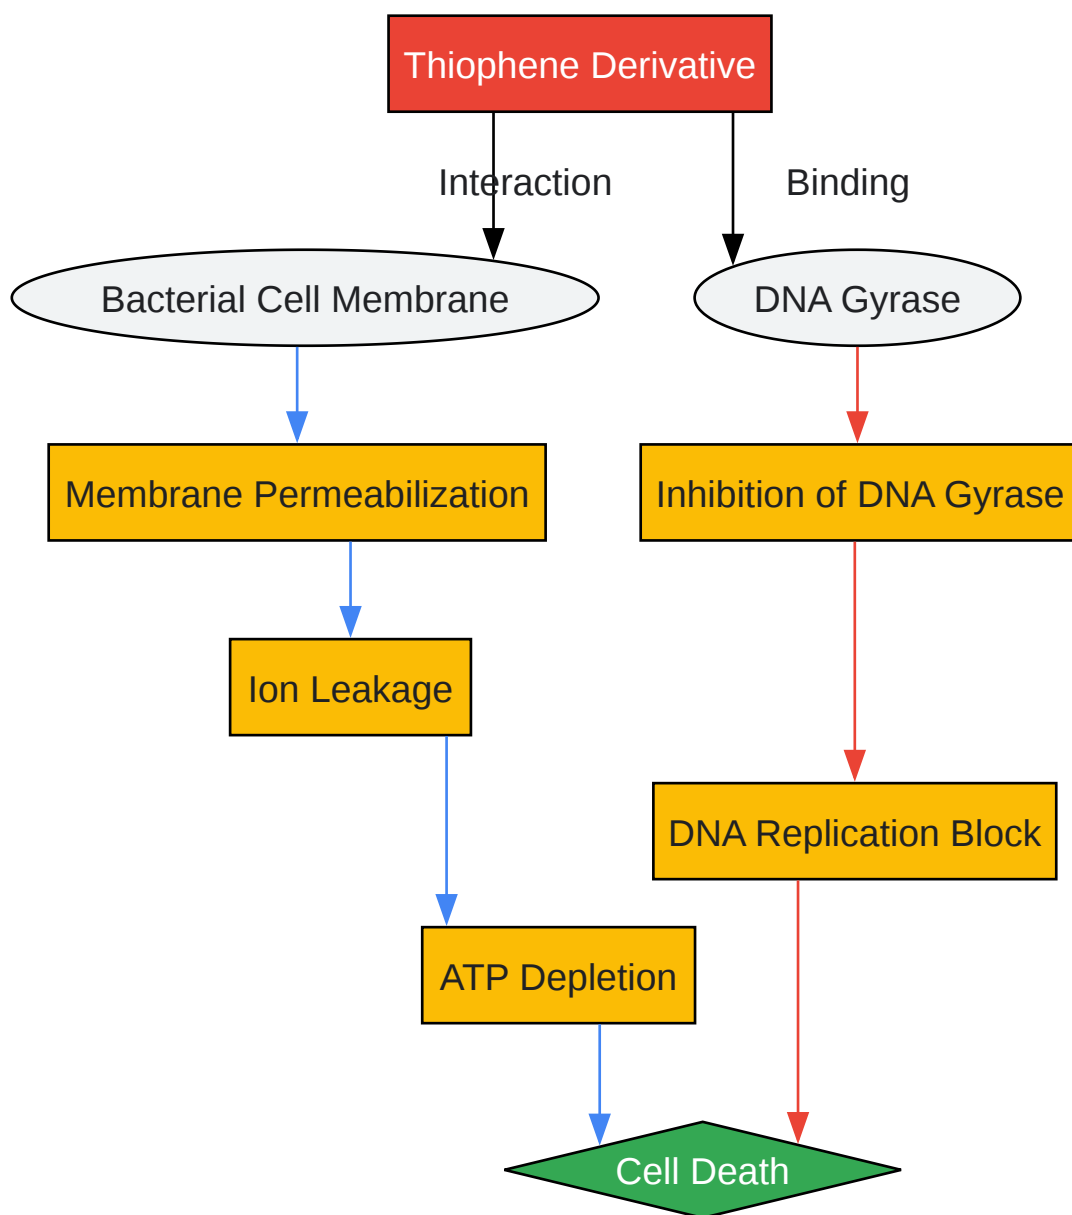 Thiophene Derivative
Interaction
Binding
Bacterial Cell Membrane
DNA Gyrase
Membrane Permeabilization
Inhibition of DNA Gyrase
Ion Leakage
DNA Replication Block
ATP Depletion
Cell Death